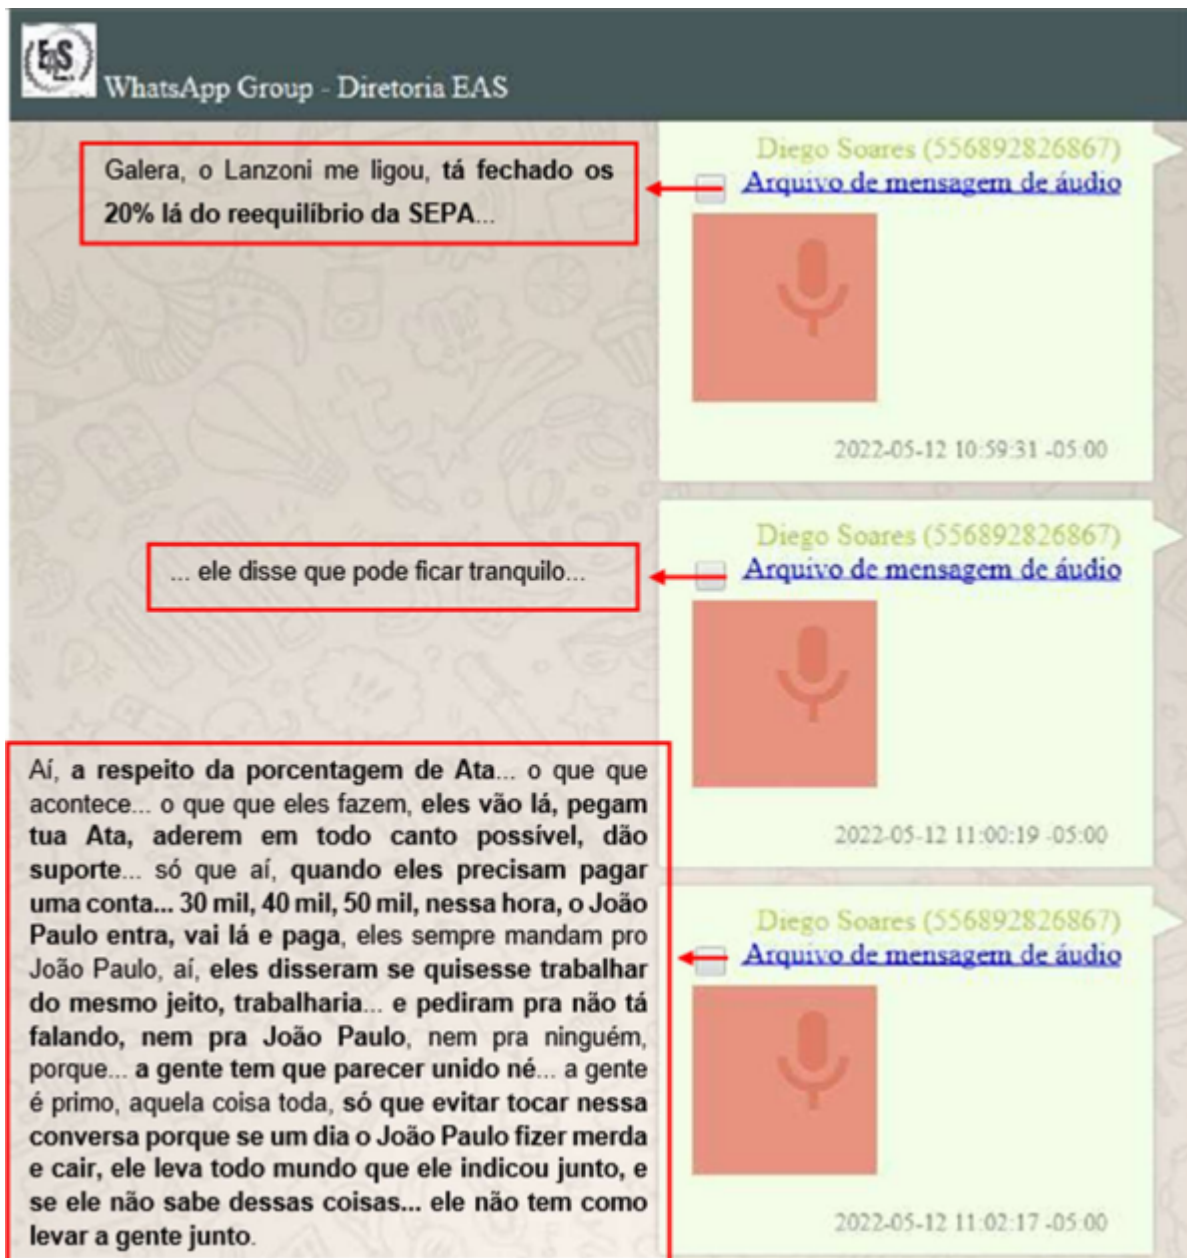 EAS
WhatsApp Group - Diretoria EAS
Galera, o Lanzoni me ligou, tá fechado os
20% lá do reequilíbrio da SEPA...
Diego Soares (556892826867)
Arquivo de mensagem de áudio
2022-05-12 10:59:31 -05:00
... ele disse que pode ficar tranquilo...
Diego Soares (556892826867)
Arquivo de mensagem de áudio
2022-05-12 11:00:19 -05:00
Aí, a respeito da porcentagem de Ata... o que que
acontece... o que que eles fazem, eles vão lá, pegam
tua Ata, aderem em todo canto possível, dão
suporte... só que aí, quando eles precisam pagar
uma conta... 30 mil, 40 mil, 50 mil, nessa hora, o João
Paulo entra, vai lá e paga, eles sempre mandam pro
João Paulo, aí, eles disseram se quisesse trabalhar
do mesmo jeito, trabalharia... e pediram pra não tá
falando, nem pra João Paulo, nem pra ninguém,
porque... a gente tem que parecer unido né... a gente
é primo, aquela coisa toda, só que evitar tocar nessa
conversa porque se um dia o João Paulo fizer merda
e cair, ele leva todo mundo que ele indicou junto, e
se ele não sabe dessas coisas... ele não tem como
levar a gente junto.
Diego Soares (556892826867)
Arquivo de mensagem de áudio
2022-05-12 11:02:17 -05:00